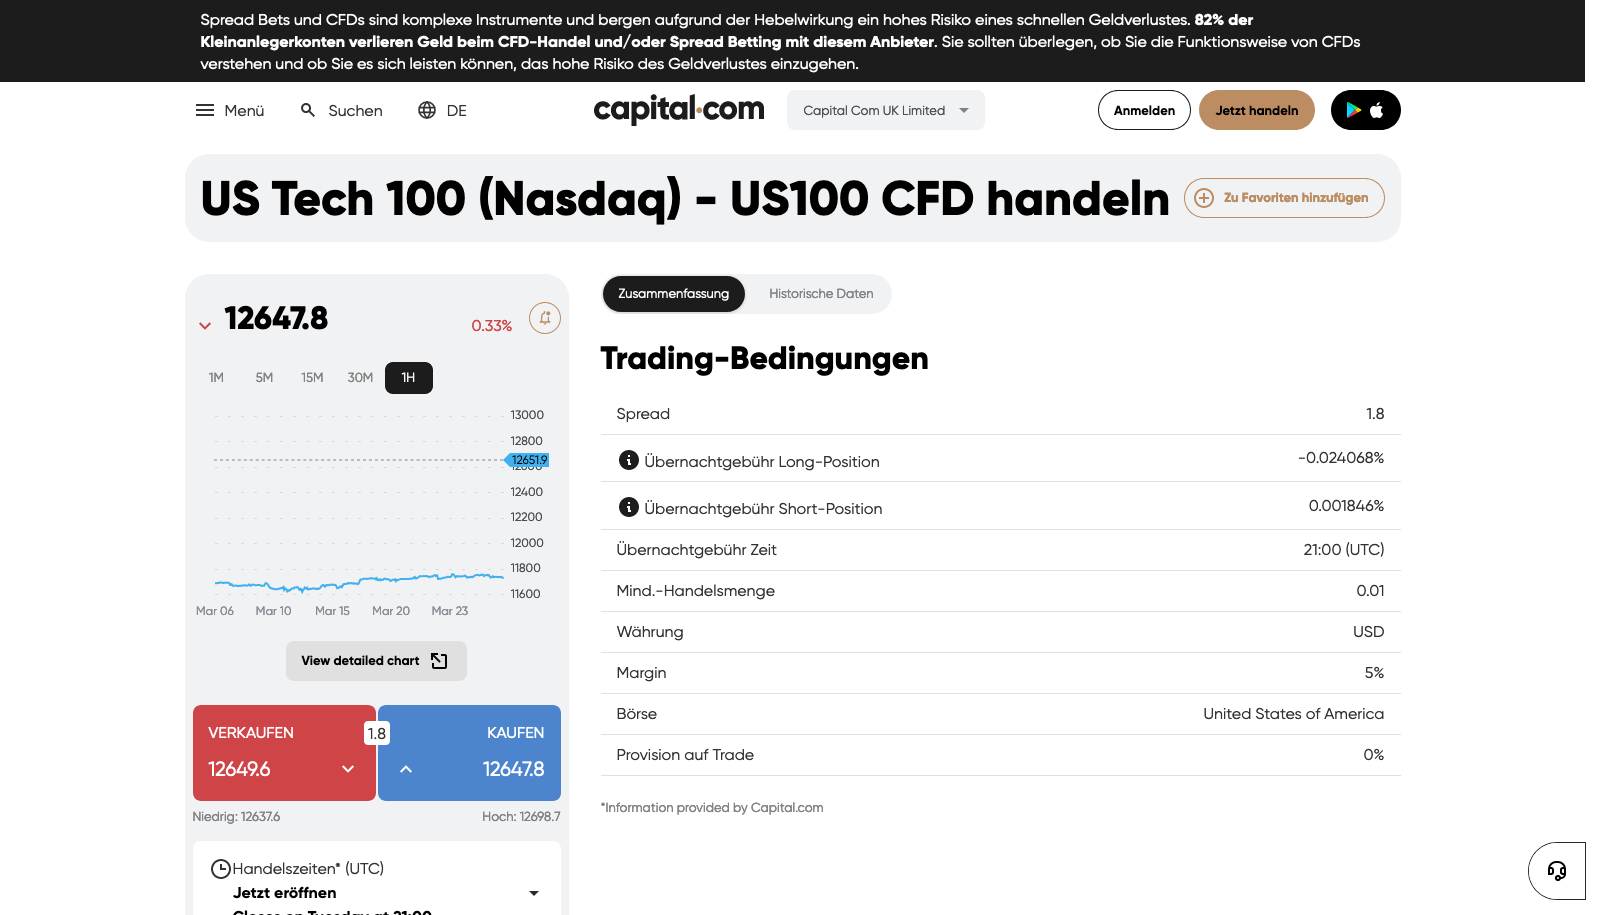 Spread Bets und CFDs sind komplexe Instrumente und bergen aufgrund der Hebelwirkung ein hohes Risiko eines schnellen Geldverlustes. 82% der
Kleinanlegerkonten verlieren Geld beim CFD-Handel und/oder Spread Betting mit diesem Anbieter. Sie sollten überlegen, ob Sie die Funktionsweise von CFDs
verstehen und ob Sie es sich leisten können, das hohe Risiko des Geldverlustes einzugehen.
Menü Suchen DE capital.com Capital Com UK Limited Anmelden Jetzt handeln
US Tech 100 (Nasdaq) - US100 CFD handeln Zu Favoriten hinzufügen
12647.8 0.33%
1M 5M 15M 30M 1H
13000
12800
12651.9
12400
12200
12000
11800
11600
Mar 06 Mar 10 Mar 15 Mar 20 Mar 23
View detailed chart
VERKAUFEN 1.8 KAUFEN
12649.6 12647.8
Niedrig: 12637.6 Hoch: 12698.7
Handelszeiten* (UTC)
Jetzt eröffnen
Closes on Tuesday at 21:00
Zusammenfassung Historische Daten
Trading-Bedingungen
Spread 1.8
Übernachtgebühr Long-Position -0.024068%
Übernachtgebühr Short-Position 0.001846%
Übernachtgebühr Zeit 21:00 (UTC)
Mind.-Handelsmenge 0.01
Währung USD
Margin 5%
Börse United States of America
Provision auf Trade 0%
*Information provided by Capital.com